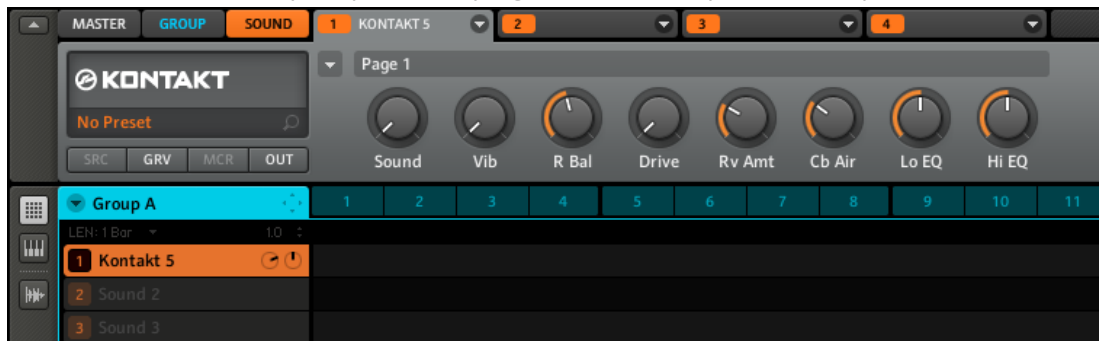 MASTER GROUP SOUND 1 KONTAKT 5 2 3 4
KONTAKT
Page 1
No Preset
SRC GRV MCR OUT
Sound Vib R Bal Drive Rv Amt Cb Air Lo EQ Hi EQ
Group A 1 2 3 4 5 6 7 8 9 10 11
LEN: 1 Bar 1.0
1 Kontakt 5
2 Sound 2
3 Sound 3